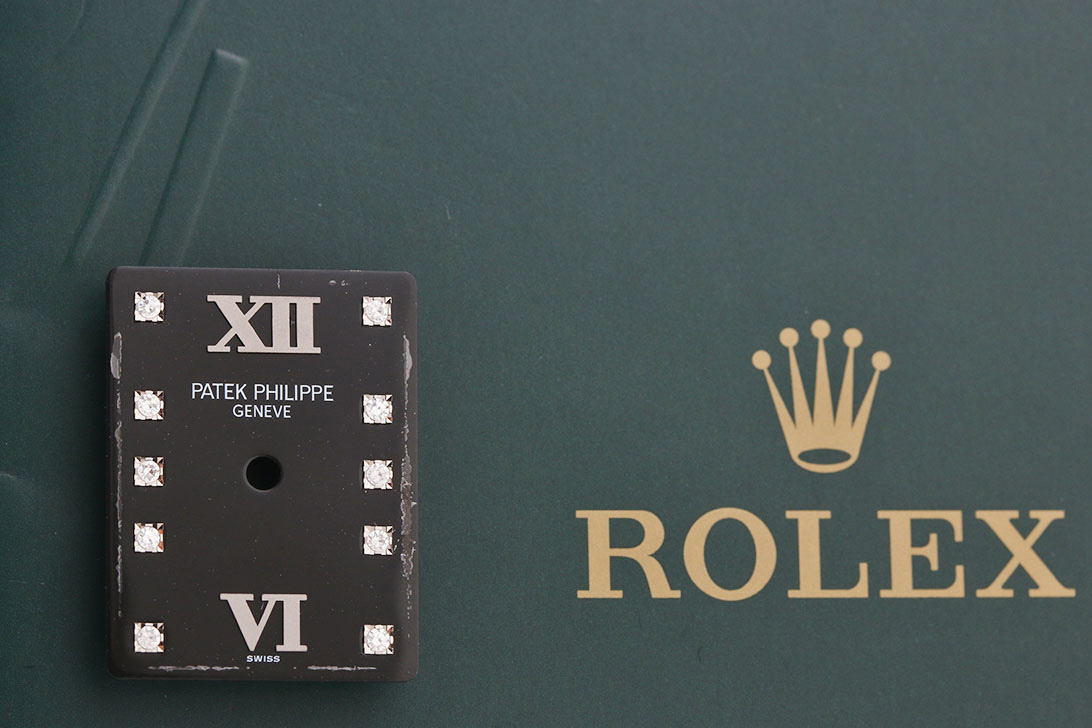 XII
PATEK PHILIPPE
GENEVE
VI
SWISS
ROLEX